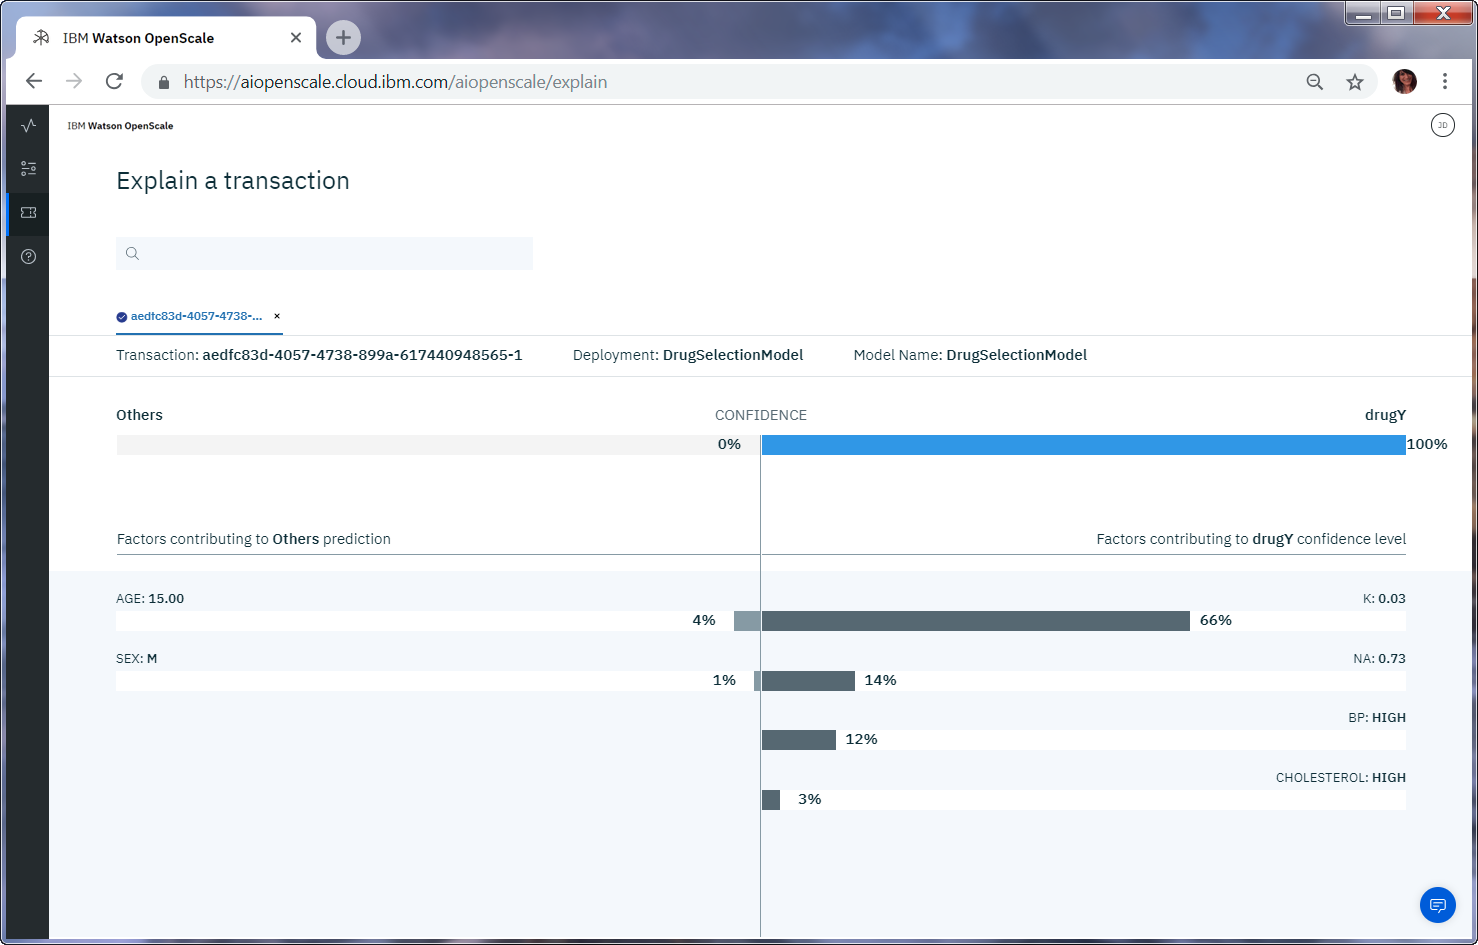 IBM Watson OpenScale
https://aiopenscale.cloud.ibm.com/aiopenscale/explain
IBM Watson OpenScale
JD
Explain a transaction
aedfc83d-4057-4738-...
Transaction: aedfc83d-4057-4738-899a-617440948565-1 Deployment: DrugSelectionModel Model Name: DrugSelectionModel
Others CONFIDENCE drugY
0% 100%
Factors contributing to Others prediction Factors contributing to drugY confidence level
AGE: 15.00 K: 0.03
4% 66%
SEX: M NA: 0.73
1% 14%
BP: HIGH
12%
CHOLESTEROL: HIGH
3%